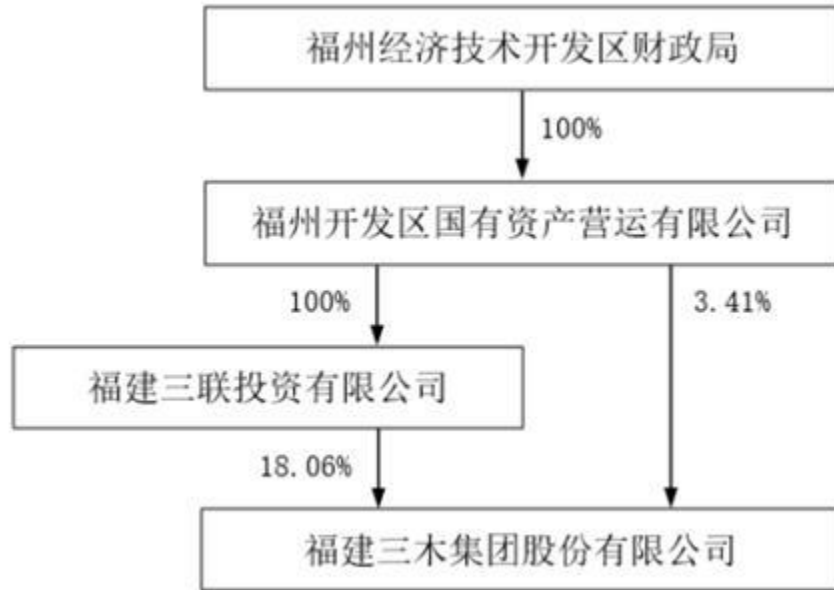 福州经济技术开发区财政局
100%
福州开发区国有资产营运有限公司
100%
3.41%
福建三联投资有限公司
18.06%
福建三木集团股份有限公司